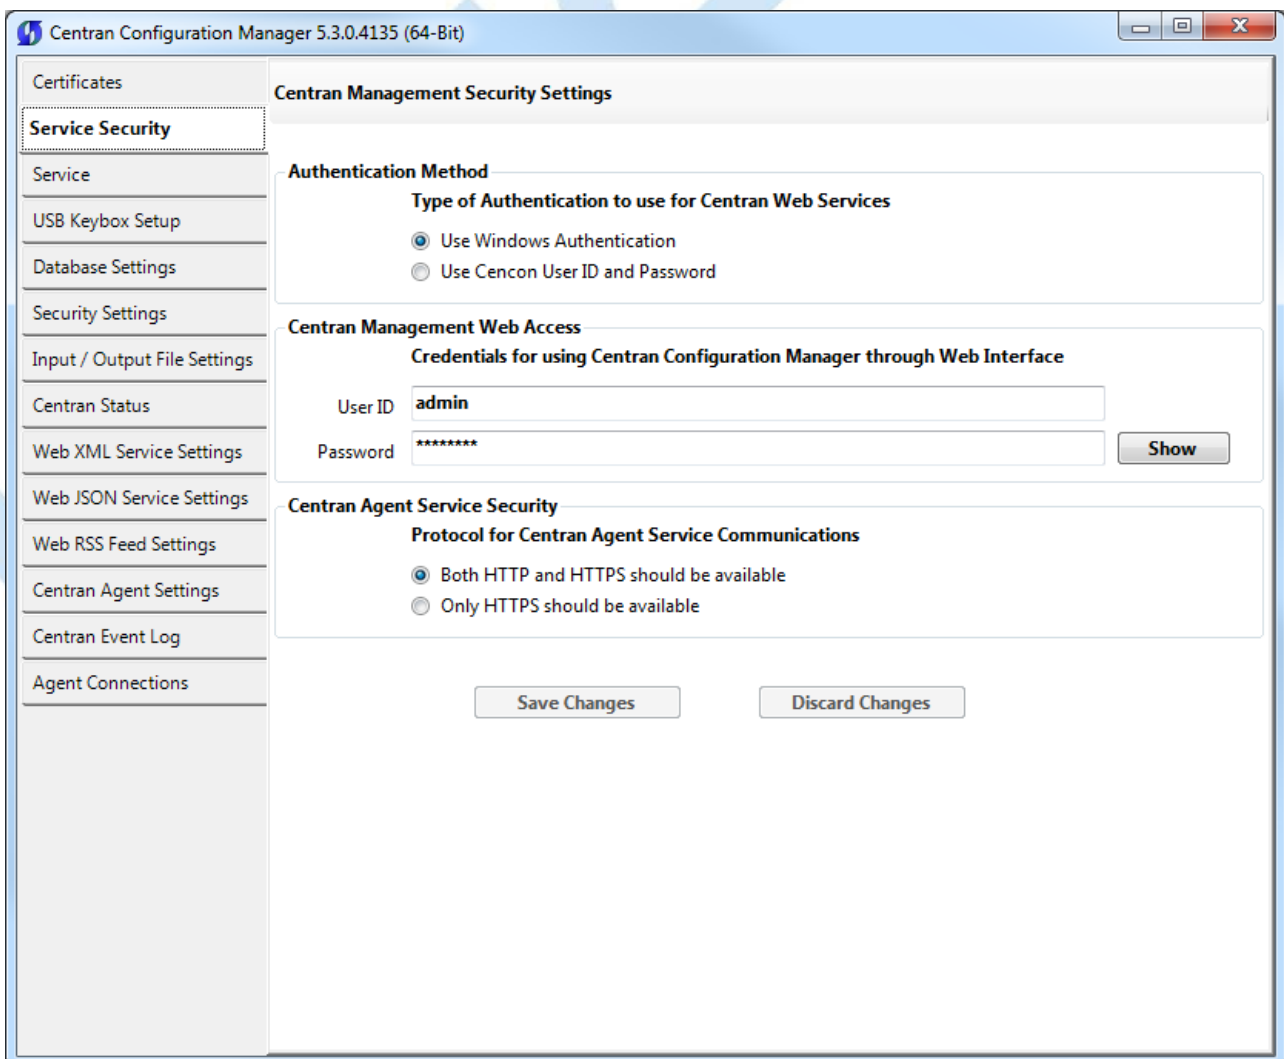 Centran Configuration Manager 5.3.0.4135 (64-Bit)
Certificates
Service Security
Service
USB Keybox Setup
Database Settings
Security Settings
Input / Output File Settings
Centran Status
Web XML Service Settings
Web JSON Service Settings
Web RSS Feed Settings
Centran Agent Settings
Centran Event Log
Agent Connections
Centran Management Security Settings
Authentication Method
Type of Authentication to use for Centran Web Services
Use Windows Authentication
Use Cencon User ID and Password
Centran Management Web Access
Credentials for using Centran Configuration Manager through Web Interface
User ID admin
Password ******** Show
Centran Agent Service Security
Protocol for Centran Agent Service Communications
Both HTTP and HTTPS should be available
Only HTTPS should be available
Save Changes Discard Changes